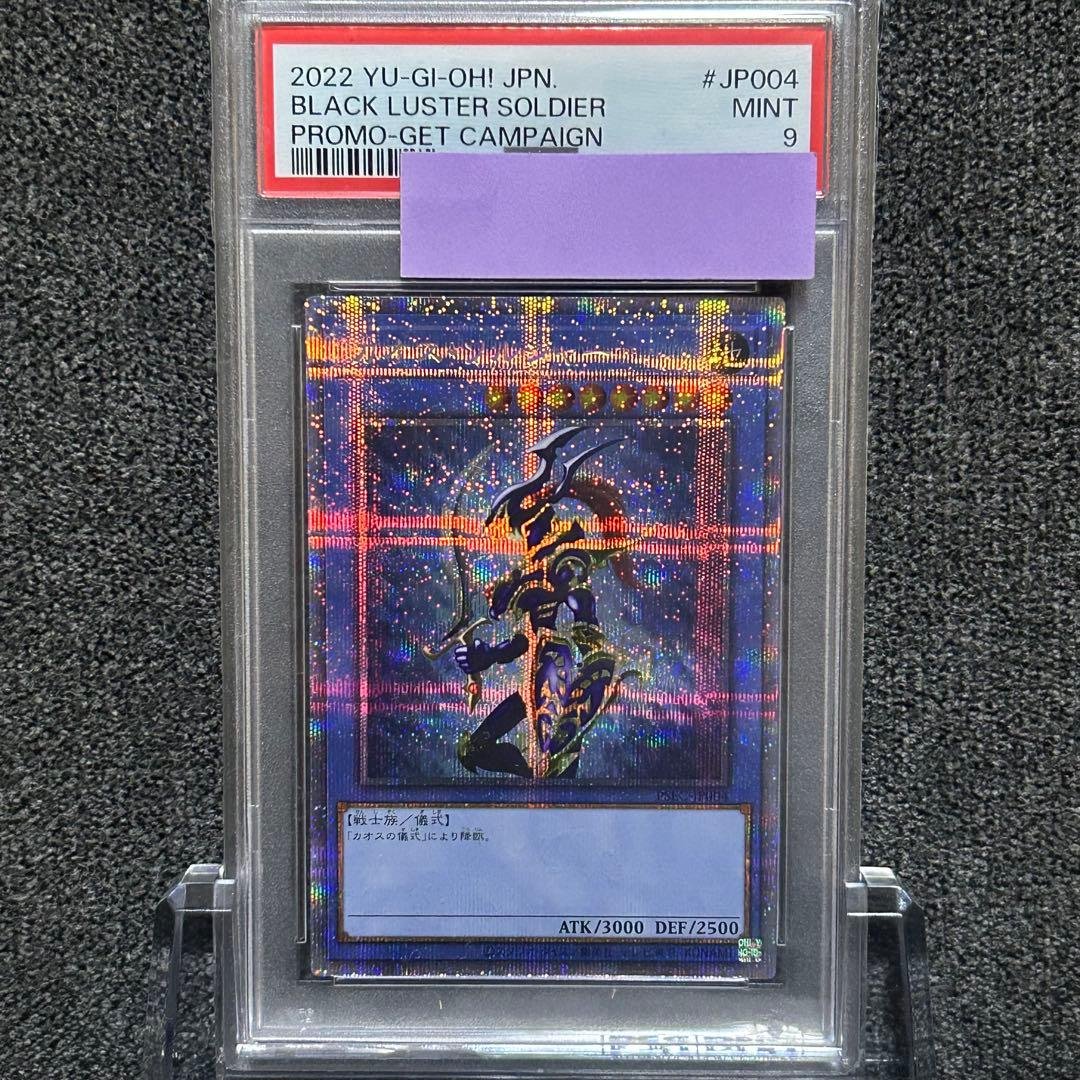 2022 YU-GI-OH! JPN. #JP004
BLACK LUSTER SOLDIER MINT
PROMO-GET CAMPAIGN 9
【戦士族／儀式】
「カオスの儀式」により降臨。
ATK/3000 DEF/2500
KONAMI